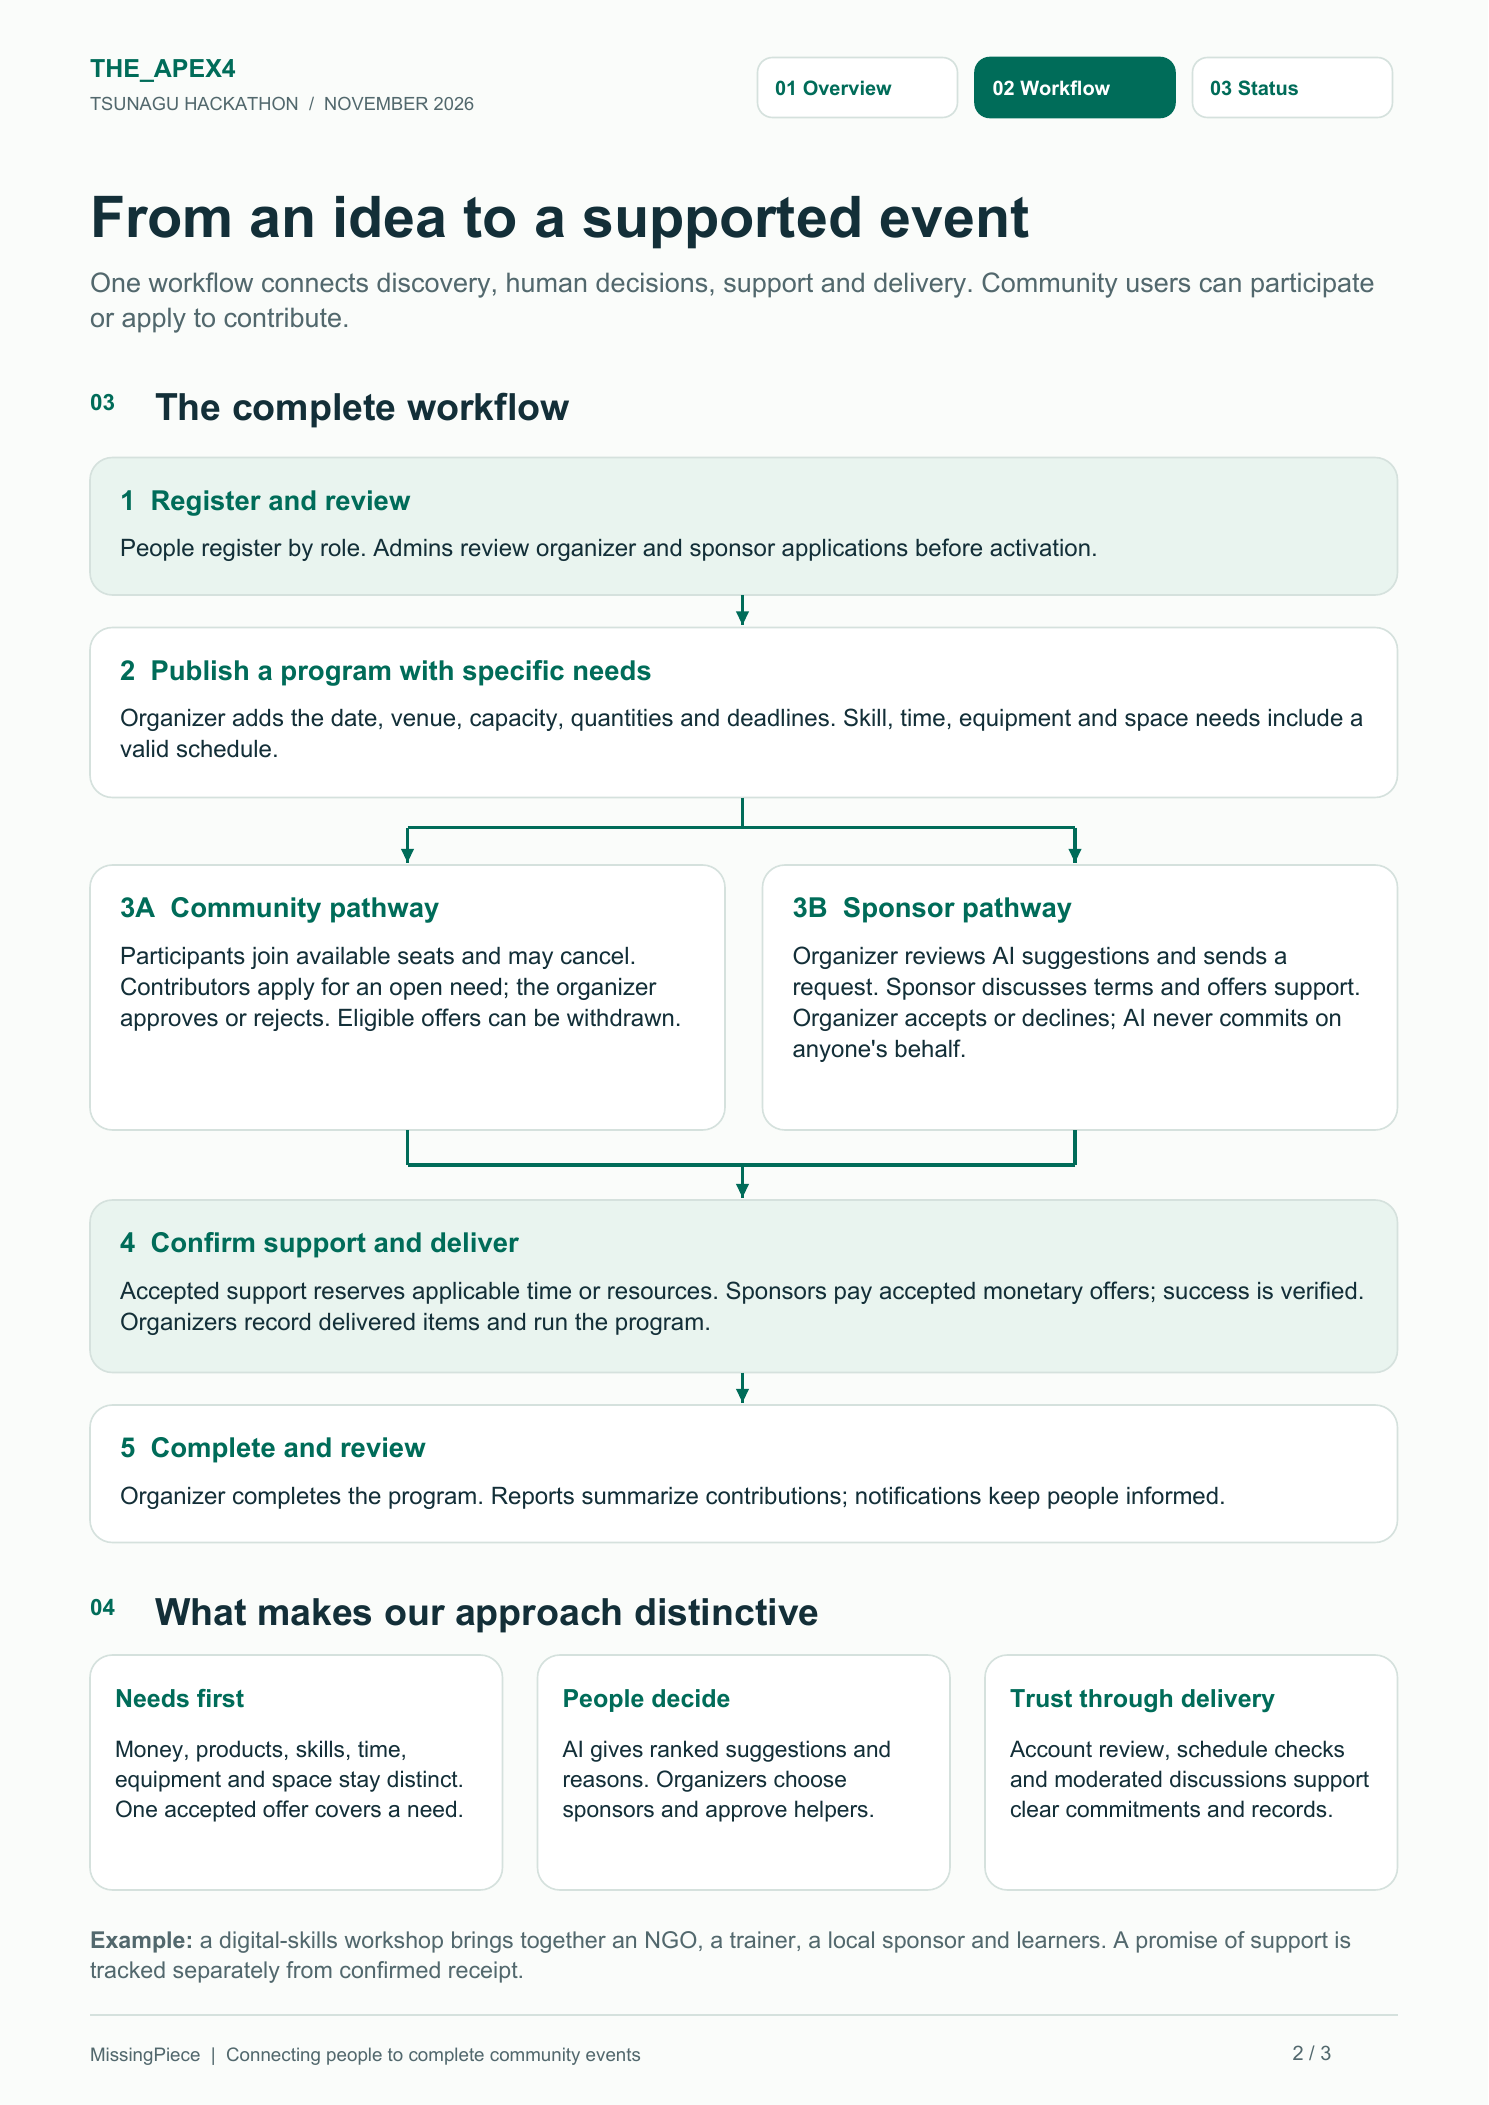 THE_APEX4
TSUNAGU HACKATHON / NOVEMBER 2026
01 Overview
02 Workflow
03 Status
From an idea to a supported event
One workflow connects discovery, human decisions, support and delivery. Community users can participate
or apply to contribute.
03 The complete workflow
1 Register and review
People register by role. Admins review organizer and sponsor applications before activation.
2 Publish a program with specific needs
Organizer adds the date, venue, capacity, quantities and deadlines. Skill, time, equipment and space needs include a
valid schedule.
3A Community pathway
Participants join available seats and may cancel.
Contributors apply for an open need; the organizer
approves or rejects. Eligible offers can be withdrawn.
3B Sponsor pathway
Organizer reviews AI suggestions and sends a
request. Sponsor discusses terms and offers support.
Organizer accepts or declines; AI never commits on
anyone's behalf.
4 Confirm support and deliver
Accepted support reserves applicable time or resources. Sponsors pay accepted monetary offers; success is verified.
Organizers record delivered items and run the program.
5 Complete and review
Organizer completes the program. Reports summarize contributions; notifications keep people informed.
04 What makes our approach distinctive
Needs first
Money, products, skills, time,
equipment and space stay distinct.
One accepted offer covers a need.
People decide
AI gives ranked suggestions and
reasons. Organizers choose
sponsors and approve helpers.
Trust through delivery
Account review, schedule checks
and moderated discussions support
clear commitments and records.
Example: a digital-skills workshop brings together an NGO, a trainer, a local sponsor and learners. A promise of support is
tracked separately from confirmed receipt.
MissingPiece | Connecting people to complete community events
2 / 3